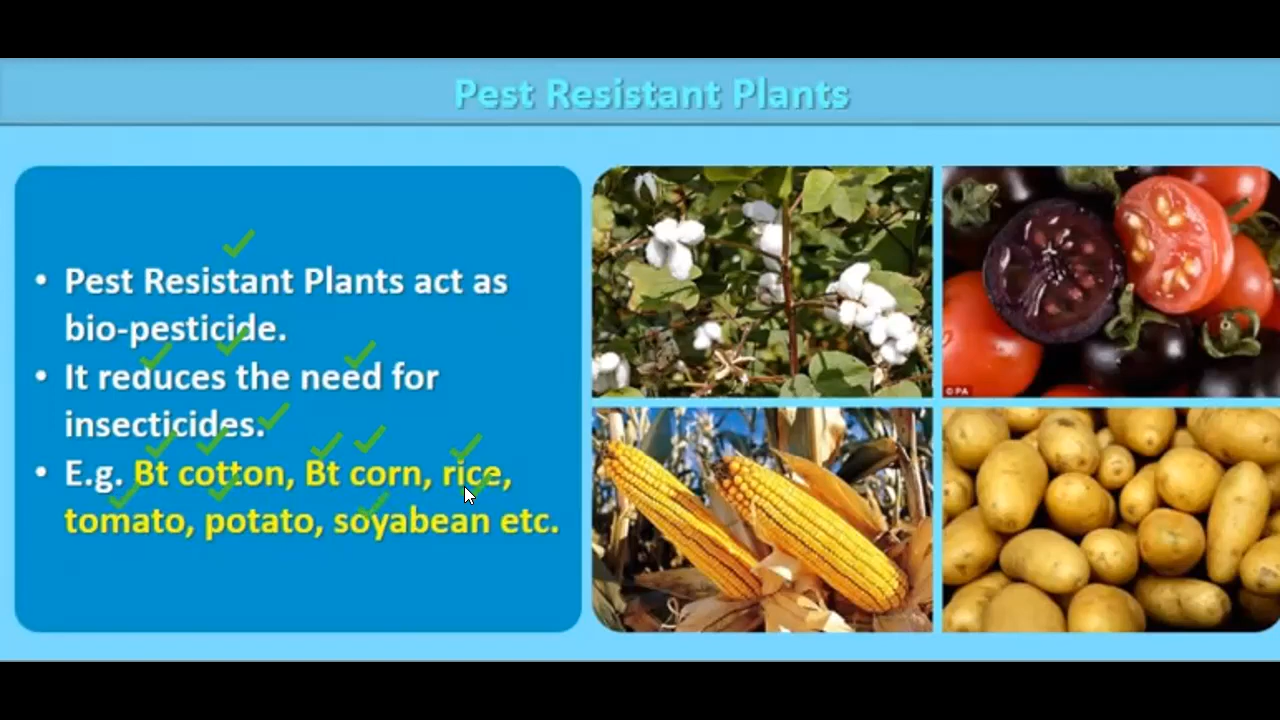 Pest Resistant Plants
• Pest Resistant Plants act as
bio-pesticide.
• It reduces the need for
insecticides.
• E.g. Bt cotton, Bt corn, rice,
tomato, potato, soyabean etc.
© PA